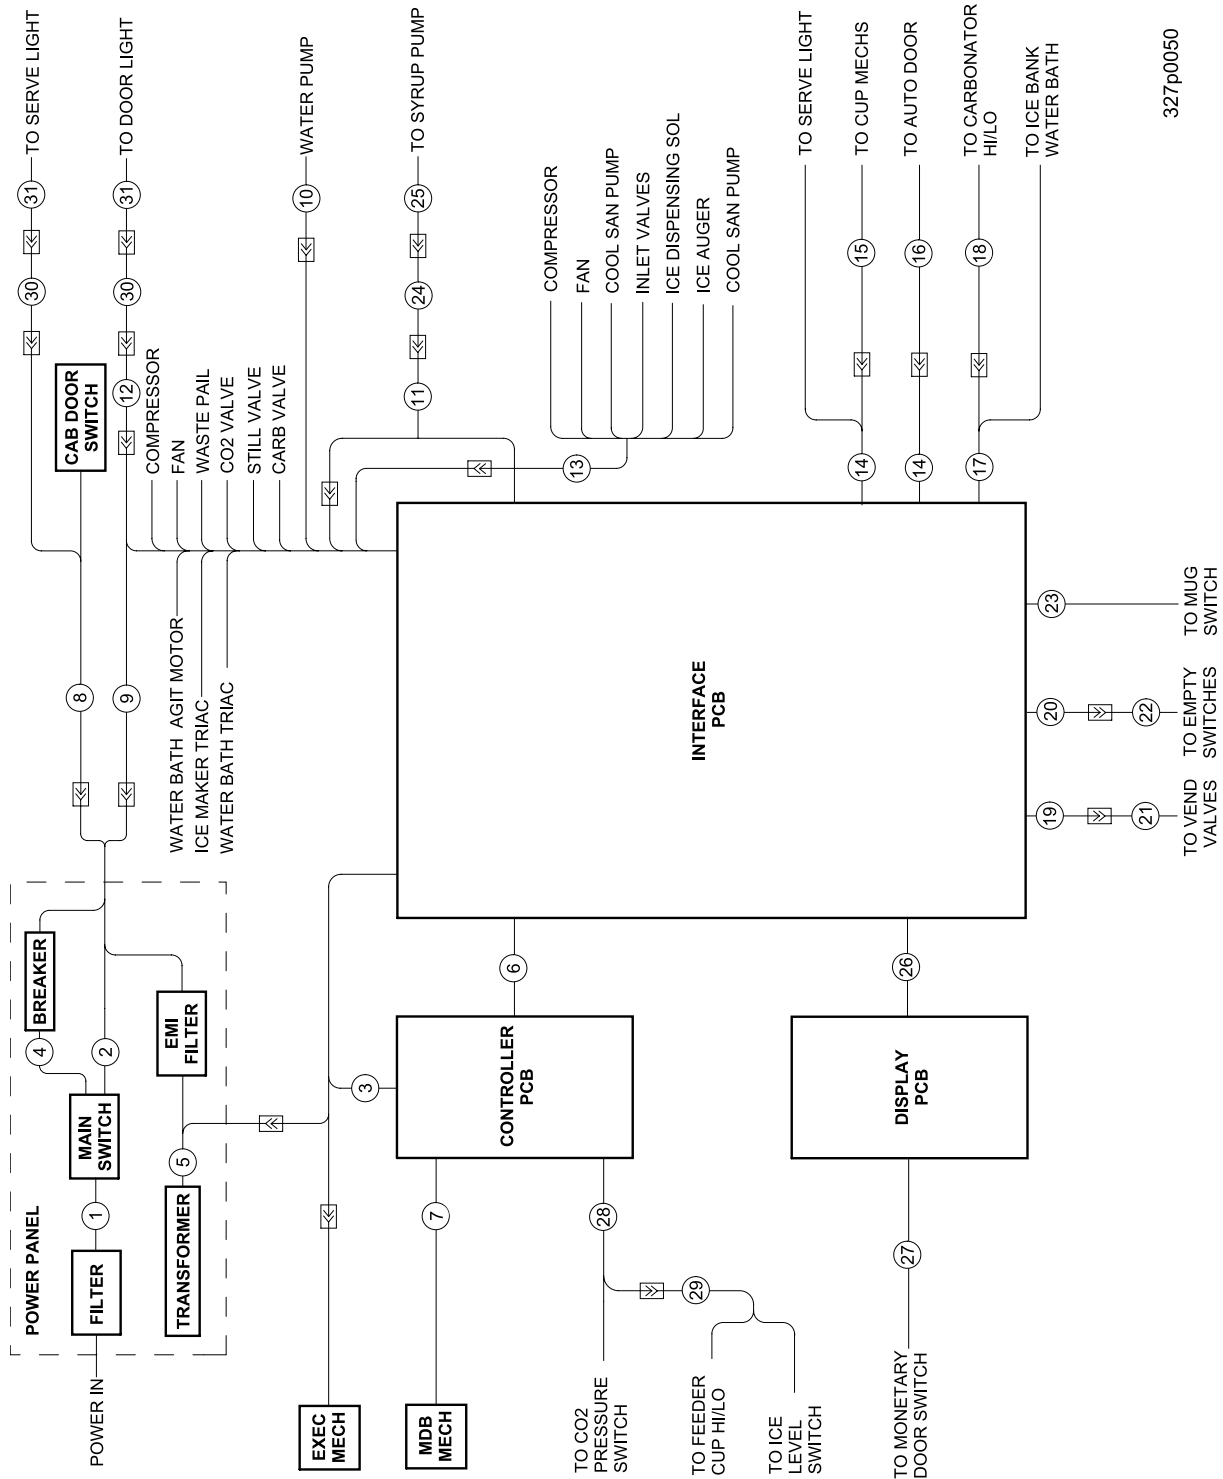 POWER PANEL
POWER IN
FILTER
1
MAIN
SWITCH
4
2
BREAKER
TRANSFORMER
5
EMI
FILTER
8
9
CAB DOOR
SWITCH
12
30
31
TO SERVE LIGHT
30
31
TO DOOR LIGHT
COMPRESSOR
FAN
WASTE PAIL
CO2 VALVE
STILL VALVE
CARB VALVE
WATER BATH AGIT MOTOR
ICE MAKER TRIAC
WATER BATH TRIAC
10
WATER PUMP
11
24
25
TO SYRUP PUMP
13
COMPRESSOR
FAN
COOL SAN PUMP
INLET VALVES
ICE DISPENSING SOL
ICE AUGER
COOL SAN PUMP
EXEC
MECH
3
MDB
MECH
7
CONTROLLER
PCB
6
INTERFACE
PCB
28
TO CO2
PRESSURE
SWITCH
29
TO FEEDER
CUP HI/LO
TO ICE
LEVEL
SWITCH
TO MONETARY
DOOR SWITCH
27
DISPLAY
PCB
26
14
TO SERVE LIGHT
15
TO CUP MECHS
14
16
TO AUTO DOOR
17
18
TO CARBONATOR
HI/LO
TO ICE BANK
WATER BATH
19
21
TO VEND
VALVES
20
22
TO EMPTY
SWITCHES
23
TO MUG
SWITCH
327p0050